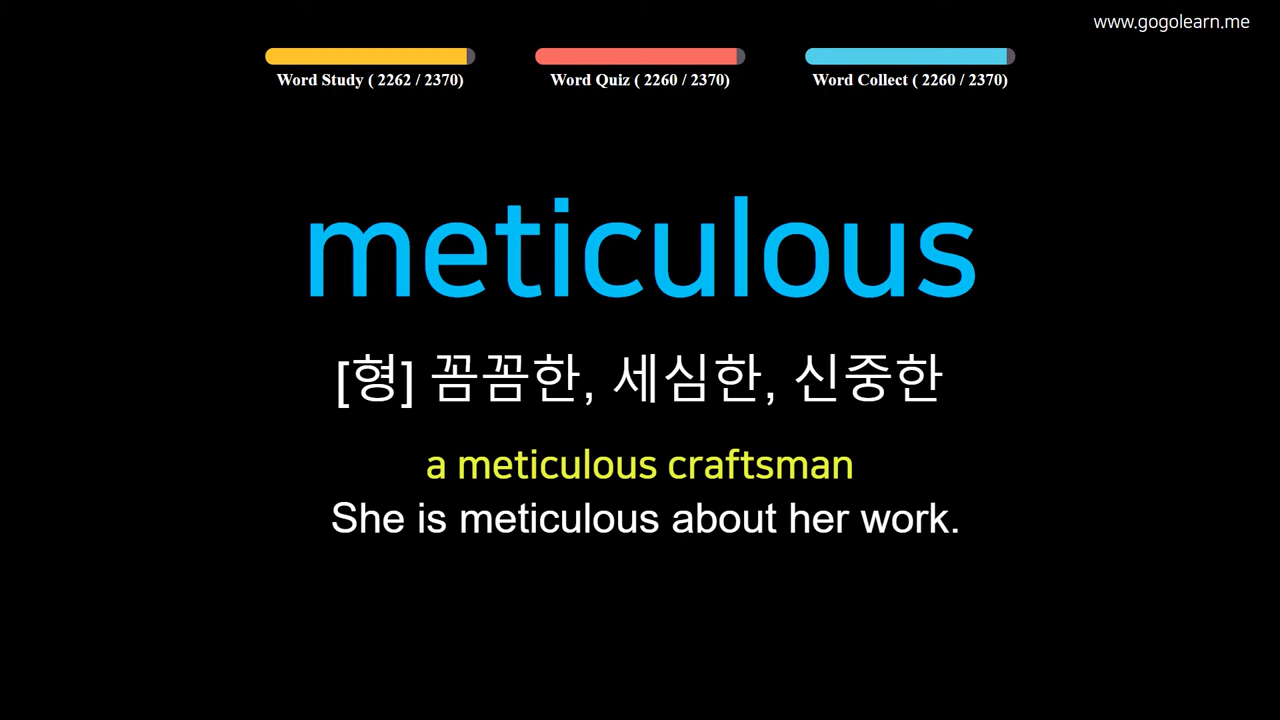 www.gogolearn.me
Word Study ( 2262 / 2370)
Word Quiz ( 2260 / 2370)
Word Collect ( 2260 / 2370)
meticulous
[형] 꼼꼼한, 세심한, 신중한
a meticulous craftsman
She is meticulous about her work.